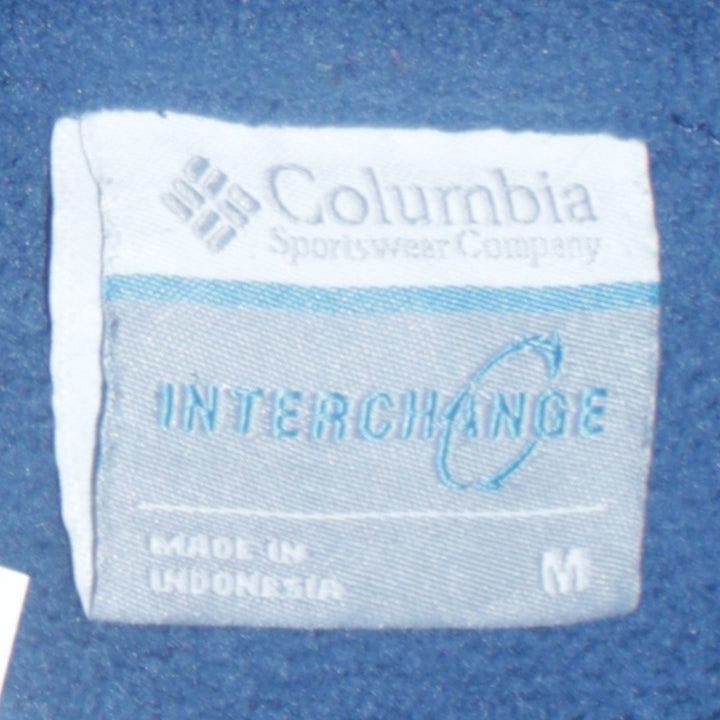 Columbia
Sportswear Company
INTERCHANGE
MADE IN
INDONESIA
M